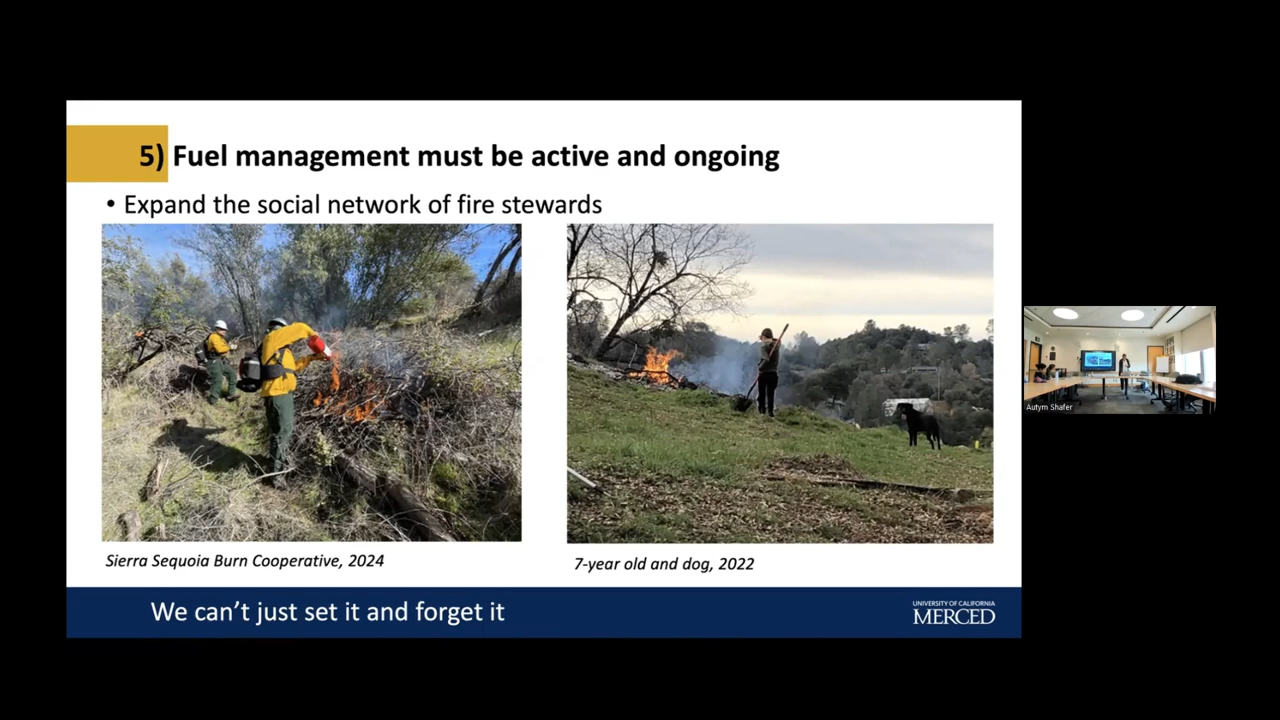 5) Fuel management must be active and ongoing
• Expand the social network of fire stewards
Sierra Sequoia Burn Cooperative, 2024
7-year old and dog, 2022
We can't just set it and forget it
UNIVERSITY OF CALIFORNIA
MERCED
Autym Shafer